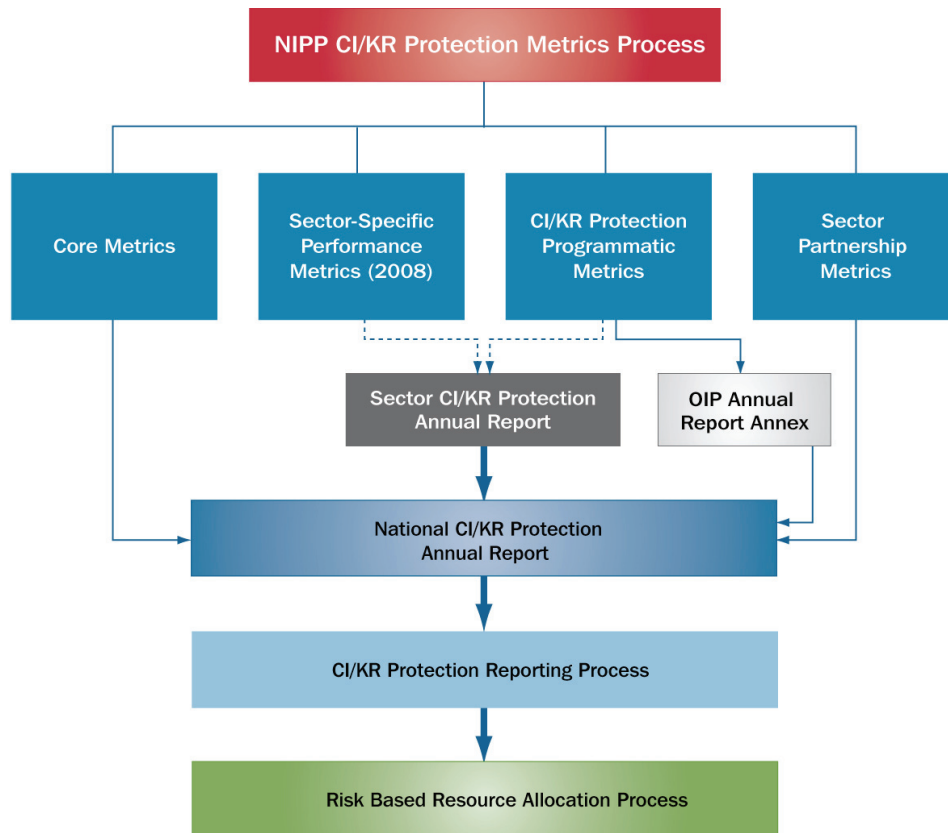 NIPP CI/KR Protection Metrics Process
Core Metrics
Sector-Specific
Performance
Metrics (2008)
CI/KR Protection
Programmatic
Metrics
Sector
Partnership
Metrics
Sector CI/KR Protection
Annual Report
OIP Annual
Report Annex
National CI/KR Protection
Annual Report
CI/KR Protection Reporting Process
Risk Based Resource Allocation Process